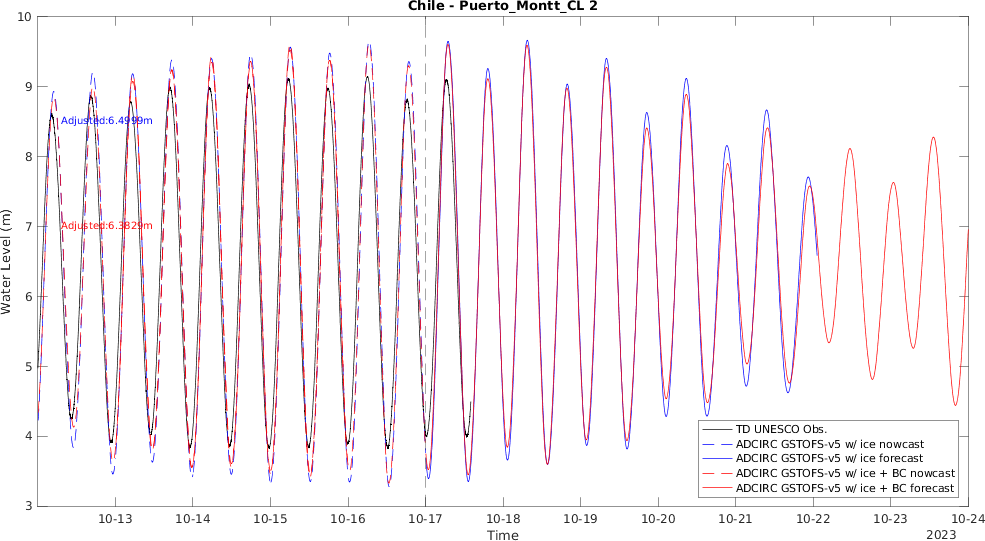 Chile - Puerto_Montt_CL 2
10
9
8
7
6
5
4
3
Water Level (m)
Adjusted:6.4999m
Adjusted:6.3829m
TD UNESCO Obs.
ADCIRC GSTOFS-v5 w/ ice nowcast
ADCIRC GSTOFS-v5 w/ ice forecast
ADCIRC GSTOFS-v5 w/ ice + BC nowcast
ADCIRC GSTOFS-v5 w/ ice + BC forecast
10-13 10-14 10-15 10-16 10-17 10-18 10-19 10-20 10-21 10-22 10-23 10-24
Time
2023